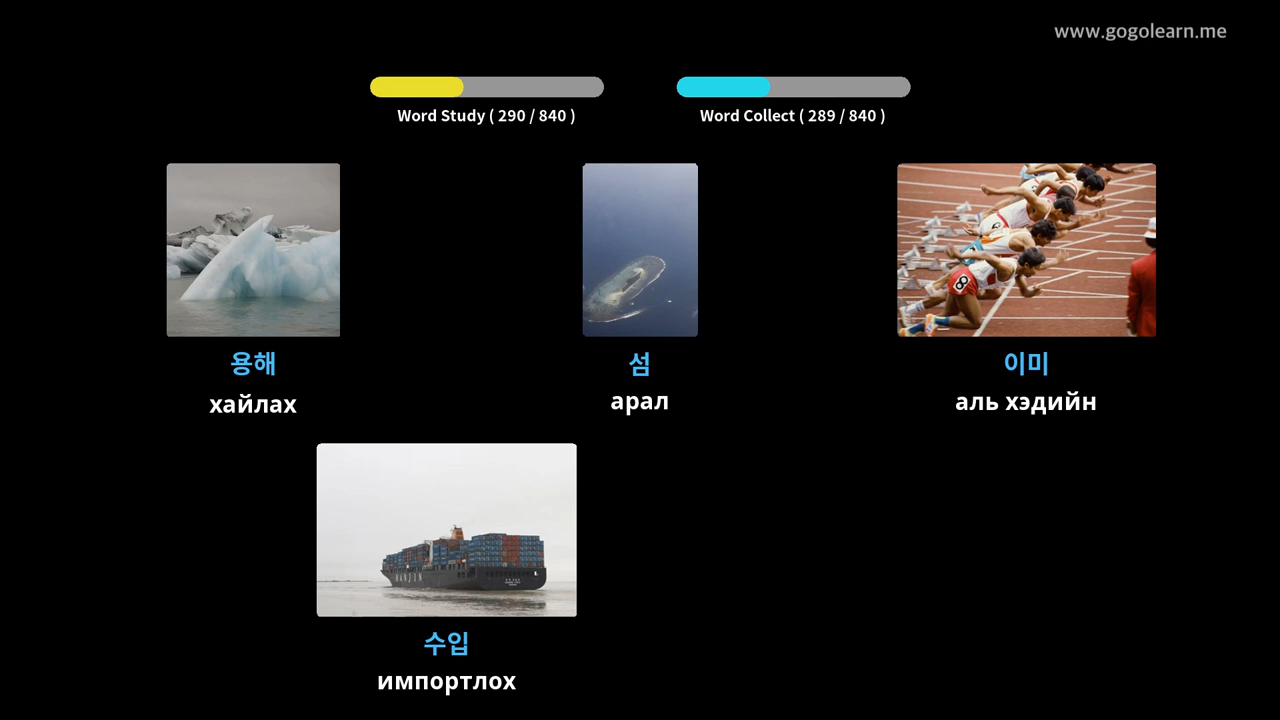 www.gogolearn.me
Word Study ( 290 / 840 )
Word Collect ( 289 / 840 )
용해
хайлах
섬
арал
이미
аль хэдийн
HANJIN
수입
импортлох